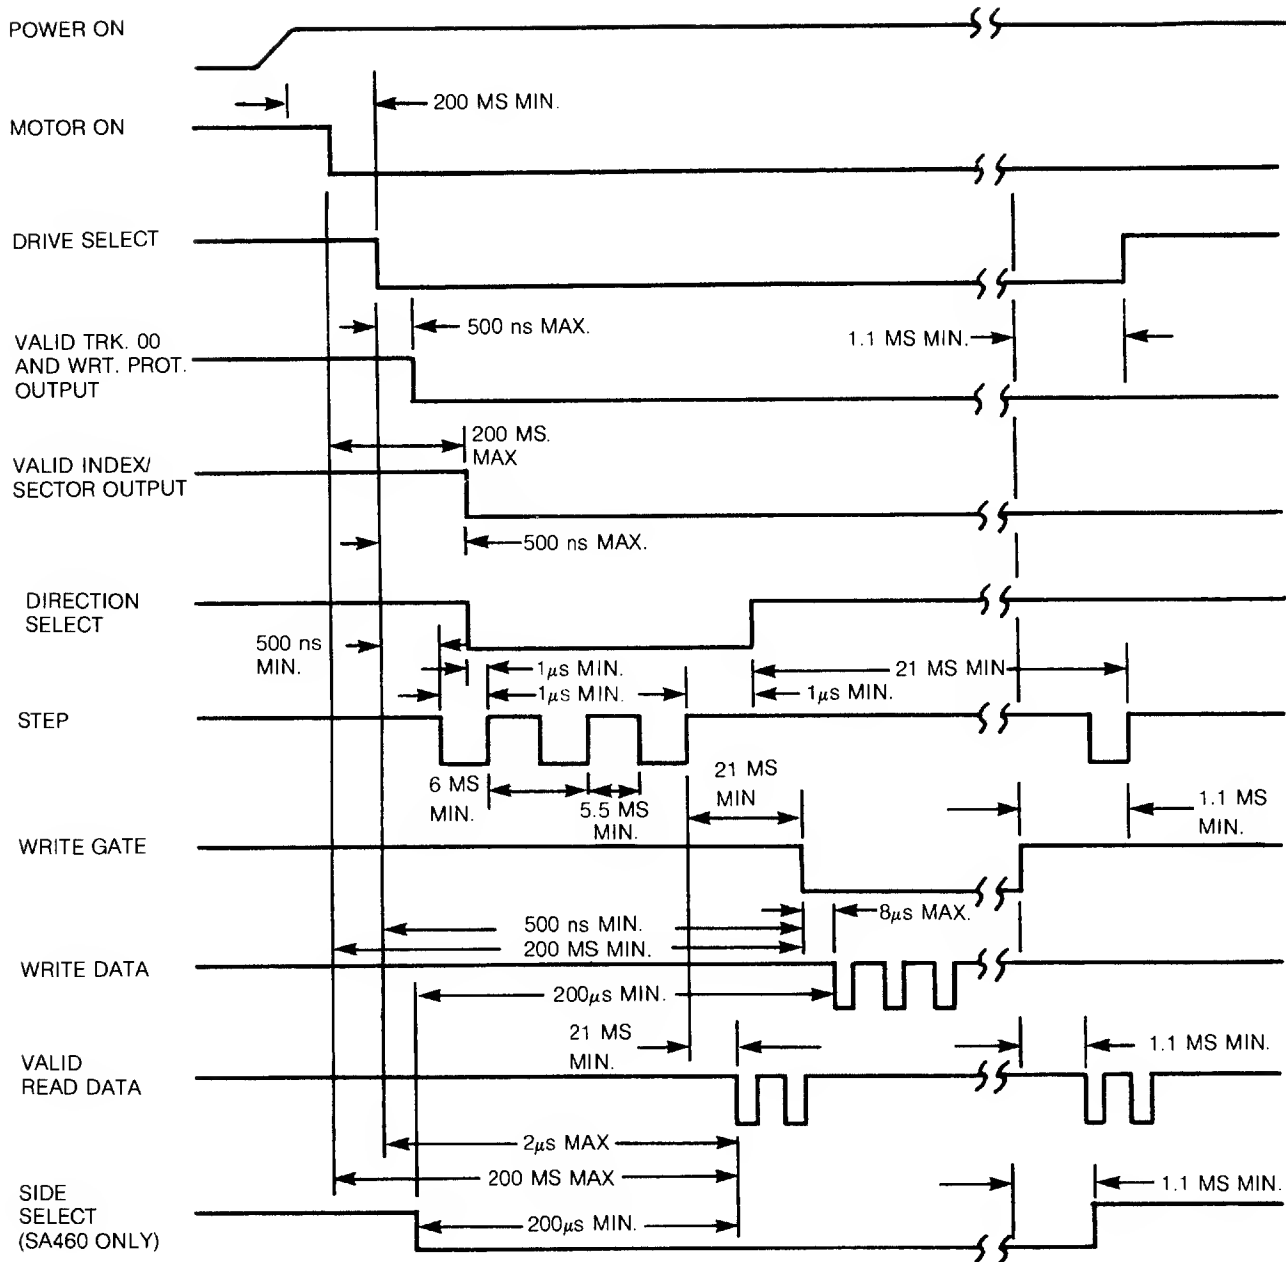 POWER ON
200 MS MIN.
MOTOR ON
DRIVE SELECT
500 ns MAX.
1.1 MS MIN.
VALID TRK. 00
AND WRT. PROT.
OUTPUT
200 MS.
MAX
VALID INDEX/
SECTOR OUTPUT
500 ns MAX.
DIRECTION
SELECT
500 ns
MIN.
1μs MIN.
21 MS MIN
1μs MIN.
1μs MIN.
STEP
6 MS
MIN.
5.5 MS
MIN.
21 MS
MIN
1.1 MS
MIN.
WRITE GATE
8μs MAX.
500 ns MIN.
200 MS MIN.
WRITE DATA
200μs MIN.
21 MS
MIN.
1.1 MS MIN.
VALID
READ DATA
2μs MAX
200 MS MAX
1.1 MS MIN.
SIDE
SELECT
(SA460 ONLY)
200μs MIN.